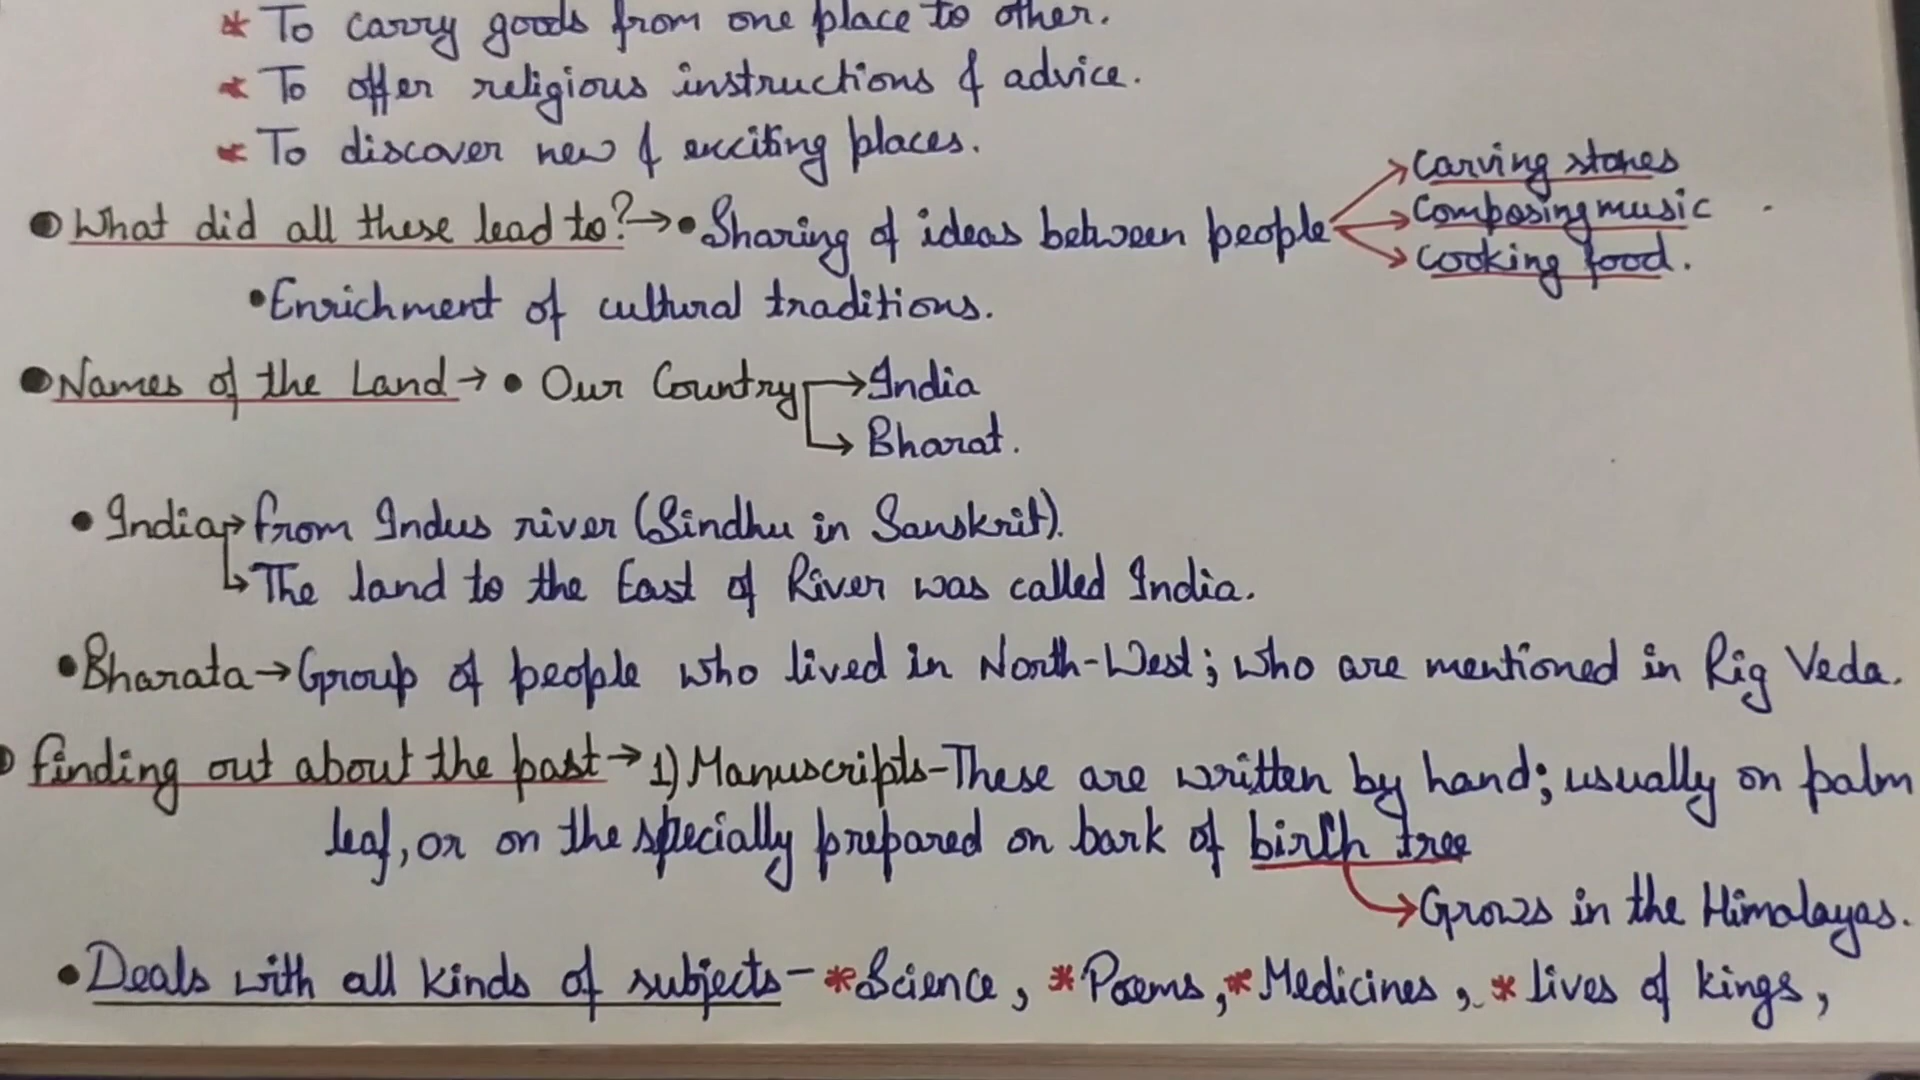 * To carry goods from one place to other.
* To offer religious instructions & advice.
* To discover new & exciting places.
● What did all these lead to? → • Sharing of ideas between people → Carving stones
→ Composing music
→ Cooking food.
• Enrichment of cultural traditions.
● Names of the Land → • Our Country → India
→ Bharat.
• India → from Indus river (Sindhu in Sanskrit).
↳ The land to the East of River was called India.
• Bharata → Group of people who lived in North-West; who are mentioned in Rig Veda.
● finding out about the past → 1) Manuscripts - These are written by hand; usually on palm
leaf, or on the specially prepared on bark of birth tree
→ Grows in the Himalayas.
• Deals with all kinds of subjects - * Science, * Poems, * Medicines, * lives of kings,